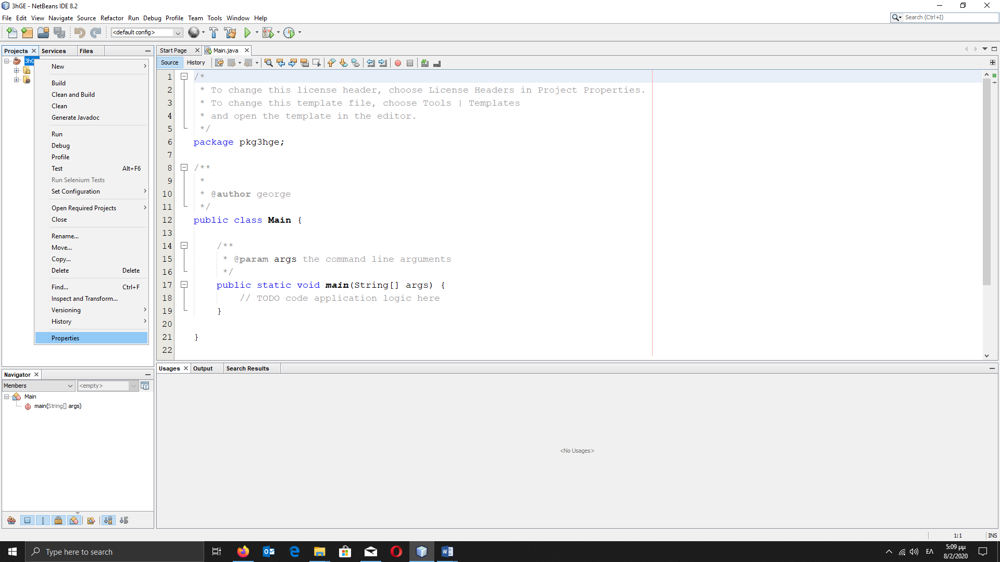 3hGE - NetBeans IDE 8.2
File Edit View Navigate Source Refactor Run Debug Profile Team Tools Window Help
Search (Ctrl+I)
<default config>
Projects Services Files
Start Page Main.java
Source History
New
Build
Clean and Build
Clean
Generate Javadoc
Run
Debug
Profile
Test Alt+F6
Run Selenium Tests
Set Configuration
Open Required Projects
Close
Rename...
Move...
Copy...
Delete Delete
Find... Ctrl+F
Inspect and Transform...
Versioning
History
Properties
1 /*
2 * To change this license header, choose License Headers in Project Properties.
3 * To change this template file, choose Tools | Templates
4 * and open the template in the editor.
5 */
6 package pkg3hge;
7
8 /**
9 *
10 * @author george
11 */
12 public class Main {
13
14 /**
15 * @param args the command line arguments
16 */
17 public static void main(String[] args) {
18 // TODO code application logic here
19 }
20
21 }
22
Navigator
Members <empty>
Main
main(String[] args)
Usages Output Search Results
<No Usages>
1:1 INS
Type here to search
ΕΛ
5:09 μμ
8/2/2020